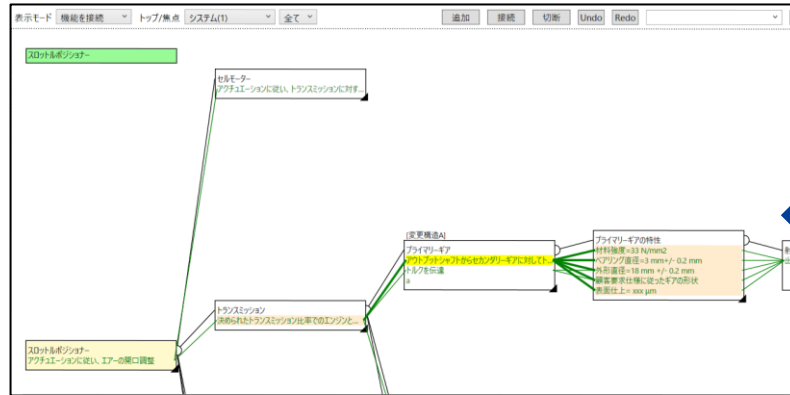 表示モード 機能を接続 トップ/焦点 システム(1) 全て 追加 接続 切断 Undo Redo
スロットルポジショナー
セルモーター
アクチュエーションに従い、トランスミッションに対す...
[変更構造A]
プライマリーギア
アウトプットシャフトからセカンダリーギアに対してト...
トルクを伝達
a
プライマリーギアの特性
材料強度=33 N/mm2
ベアリング直径=3 mm+/- 0.2 mm
外形直径=18 mm +/- 0.2 mm
顧客要求仕様に従ったギアの形状
表面仕上= xxx μm
トランスミッション
決められたトランスミッション比率でのエンジンと...
スロットルポジショナー
アクチュエーションに従い、エアーの開口調整